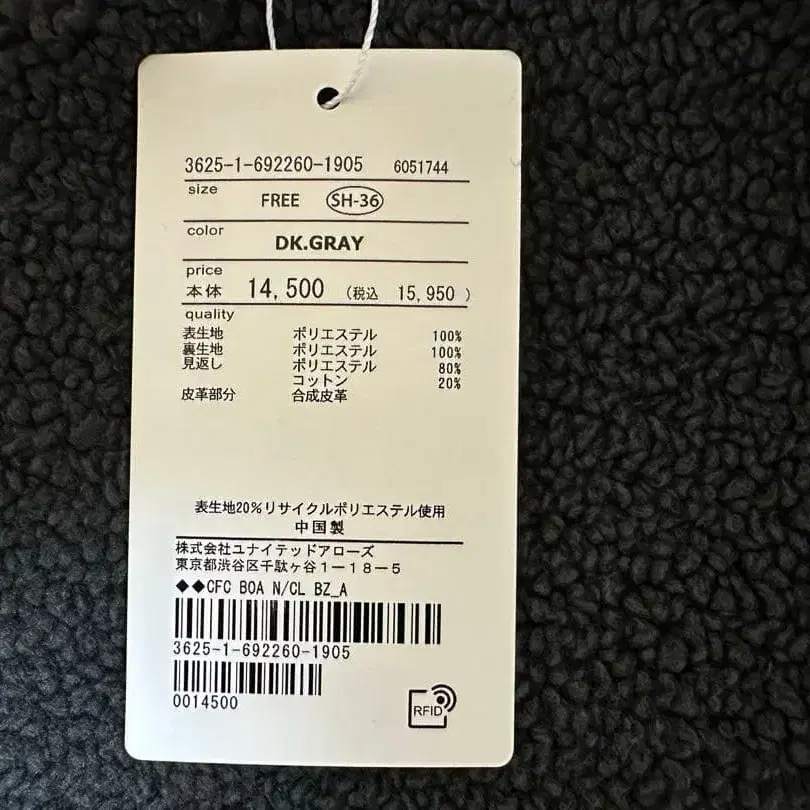 3625-1-692260-1905 6051744
size FREE SH-36
color DK.GRAY
price
本体 14,500 (税込 15,950 )
quality
表生地 ポリエステル 100%
裏生地 ポリエステル 100%
見返し ポリエステル 80%
コットン 20%
皮革部分 合成皮革
表生地20%リサイクルポリエステル使用
中国製
株式会社ユナイテッドアローズ
東京都渋谷区千駄ヶ谷1-18-5
◆◆CFC BOA N/CL BZ_A
3625-1-692260-1905
0014500
RFID